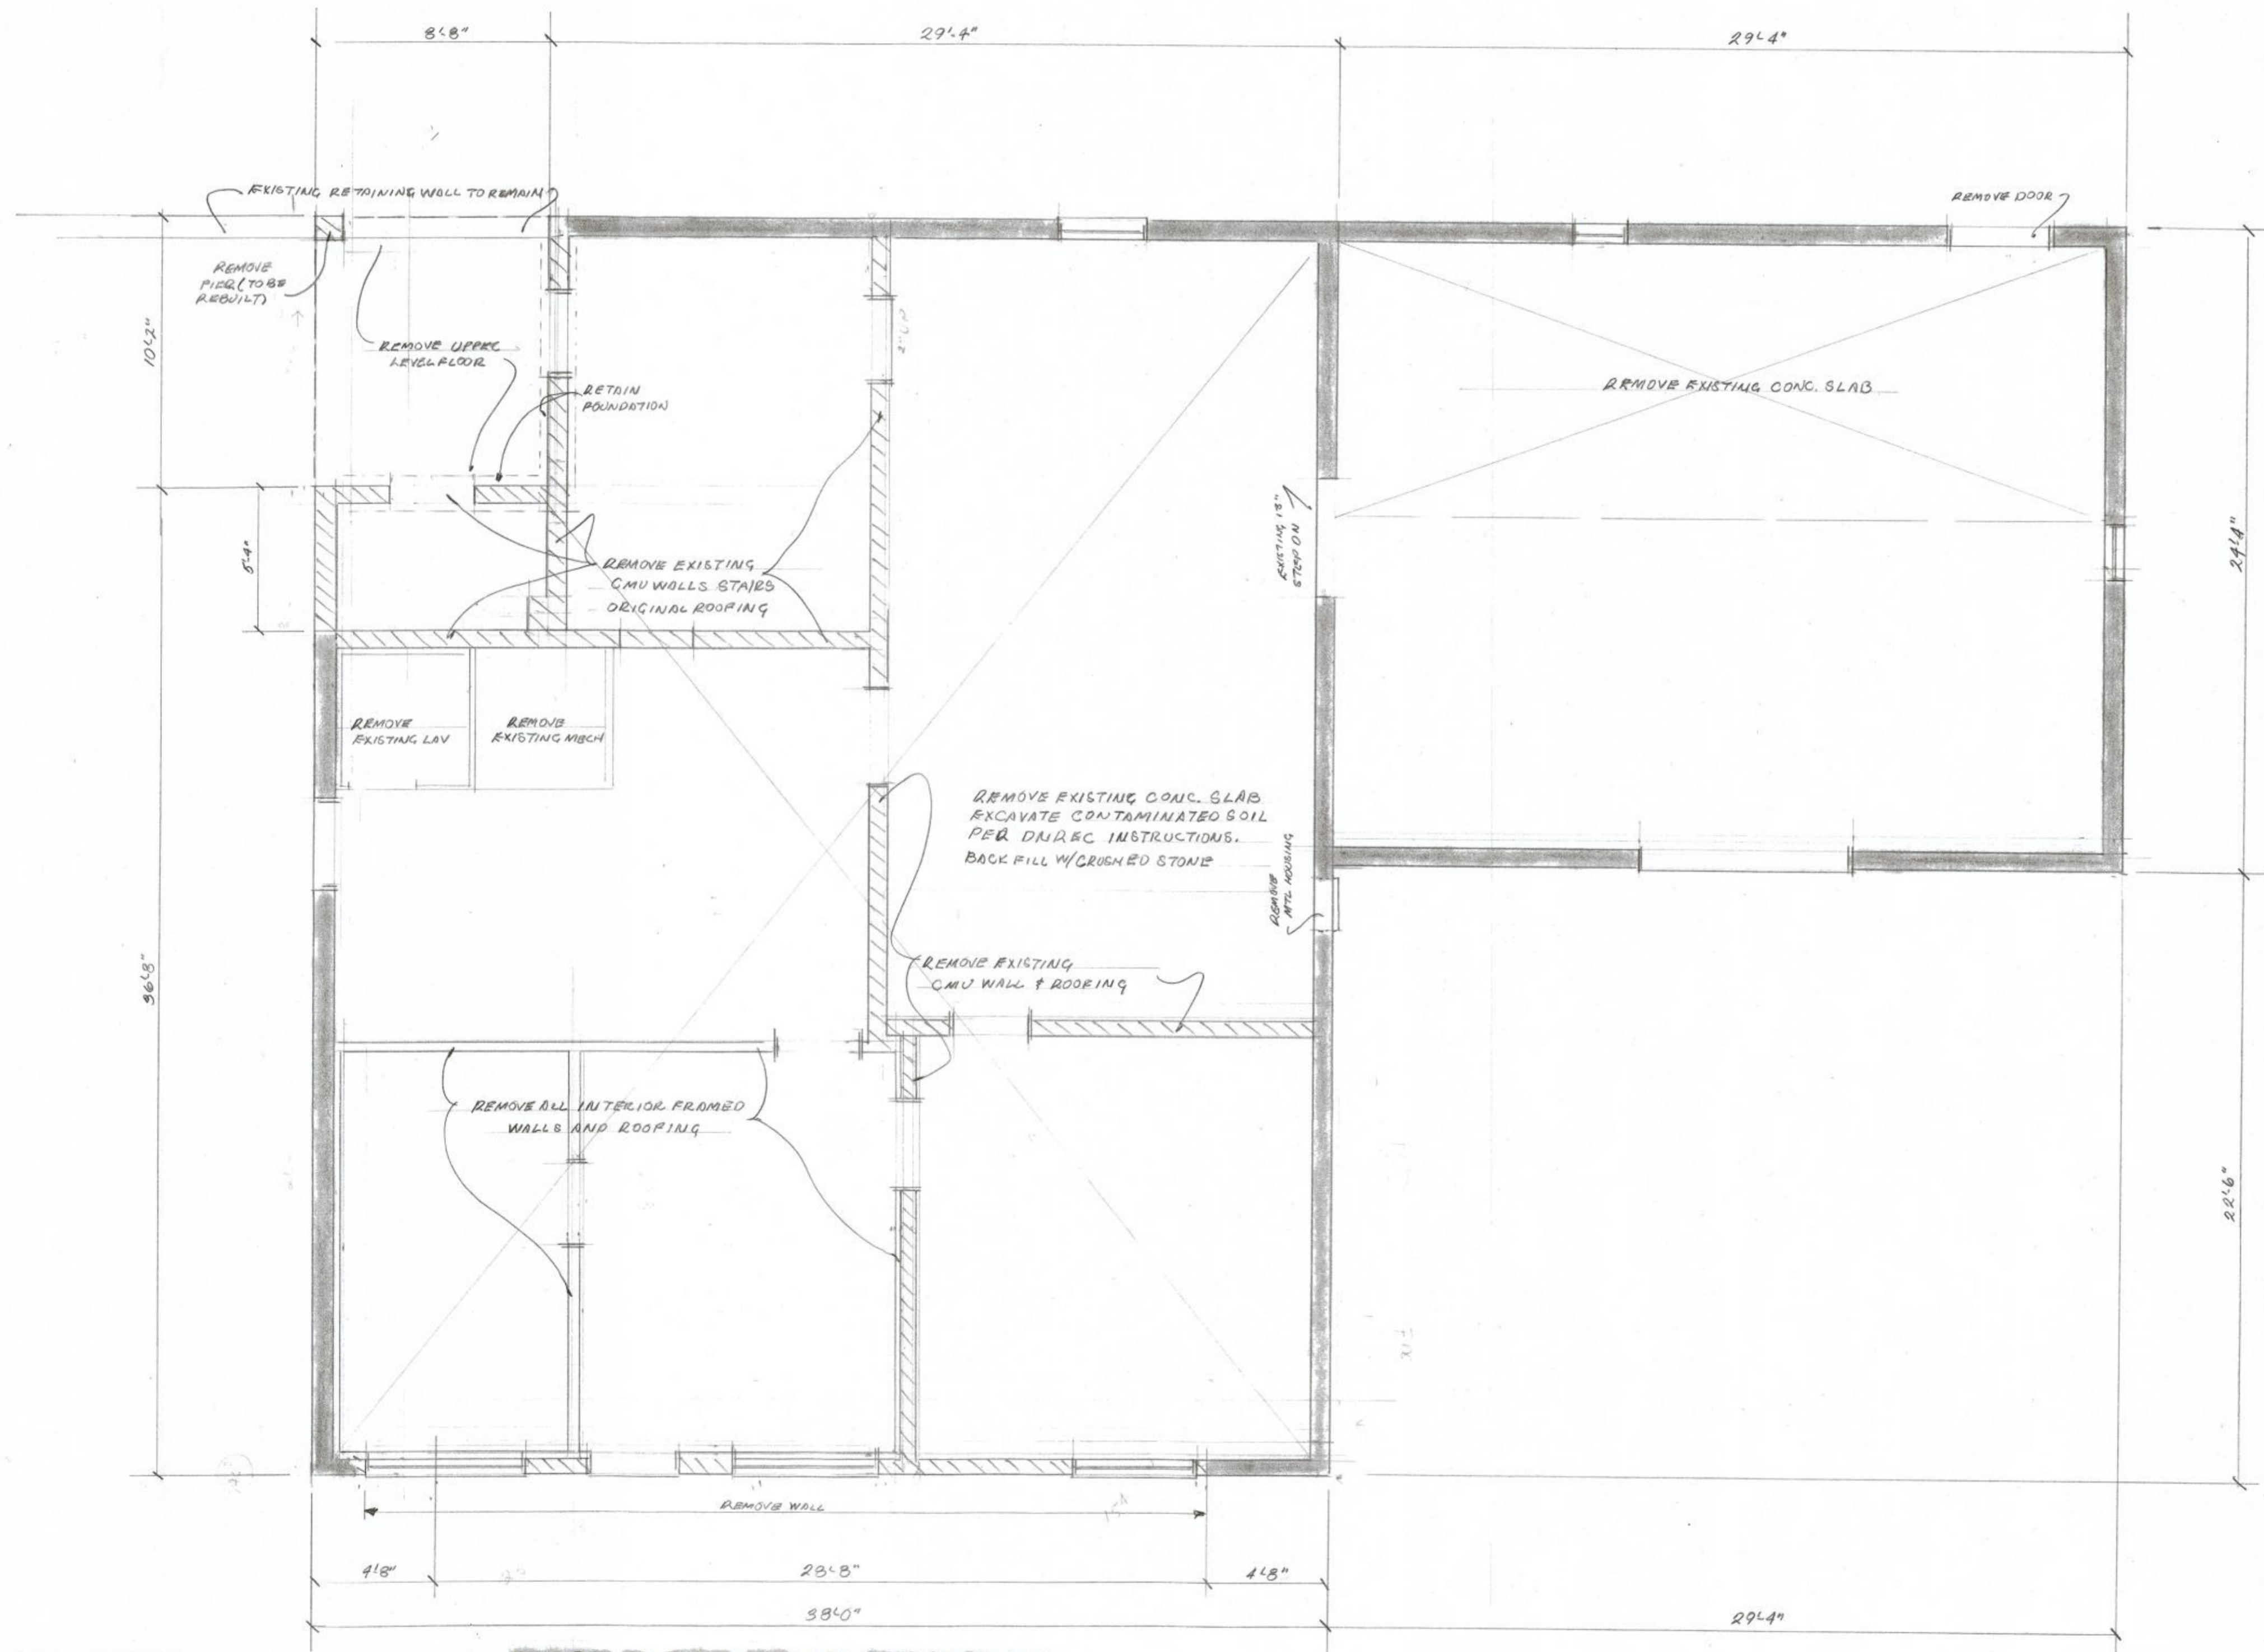 8'-8"
29'-4"
29'-4"
EXISTING RETAINING WALL TO REMAIN
REMOVE DOOR
REMOVE
PIER (TO BE
REBUILT)
10'-2"
2" UP
REMOVE UPPER
LEVEL FLOOR
RETAIN
FOUNDATION
REMOVE EXISTING CONC. SLAB
EXISTING 18"
STEP DN
24'-4"
5'-4"
REMOVE EXISTING
CMU WALLS STAIRS
ORIGINAL ROOFING
REMOVE
EXISTING LAV
REMOVE
EXISTING MECH
REMOVE EXISTING CONC. SLAB
EXCAVATE CONTAMINATED SOIL
PER DNREC INSTRUCTIONS.
BACK FILL W/CRUSHED STONE
REMOVE
MTL HOUSING
36'-8"
REMOVE EXISTING
CMU WALL & ROOFING
REMOVE ALL INTERIOR FRAMED
WALLS AND ROOFING
22'-6"
REMOVE WALL
4'8"
28'-8"
4'-8"
38'-0"
29'-4"